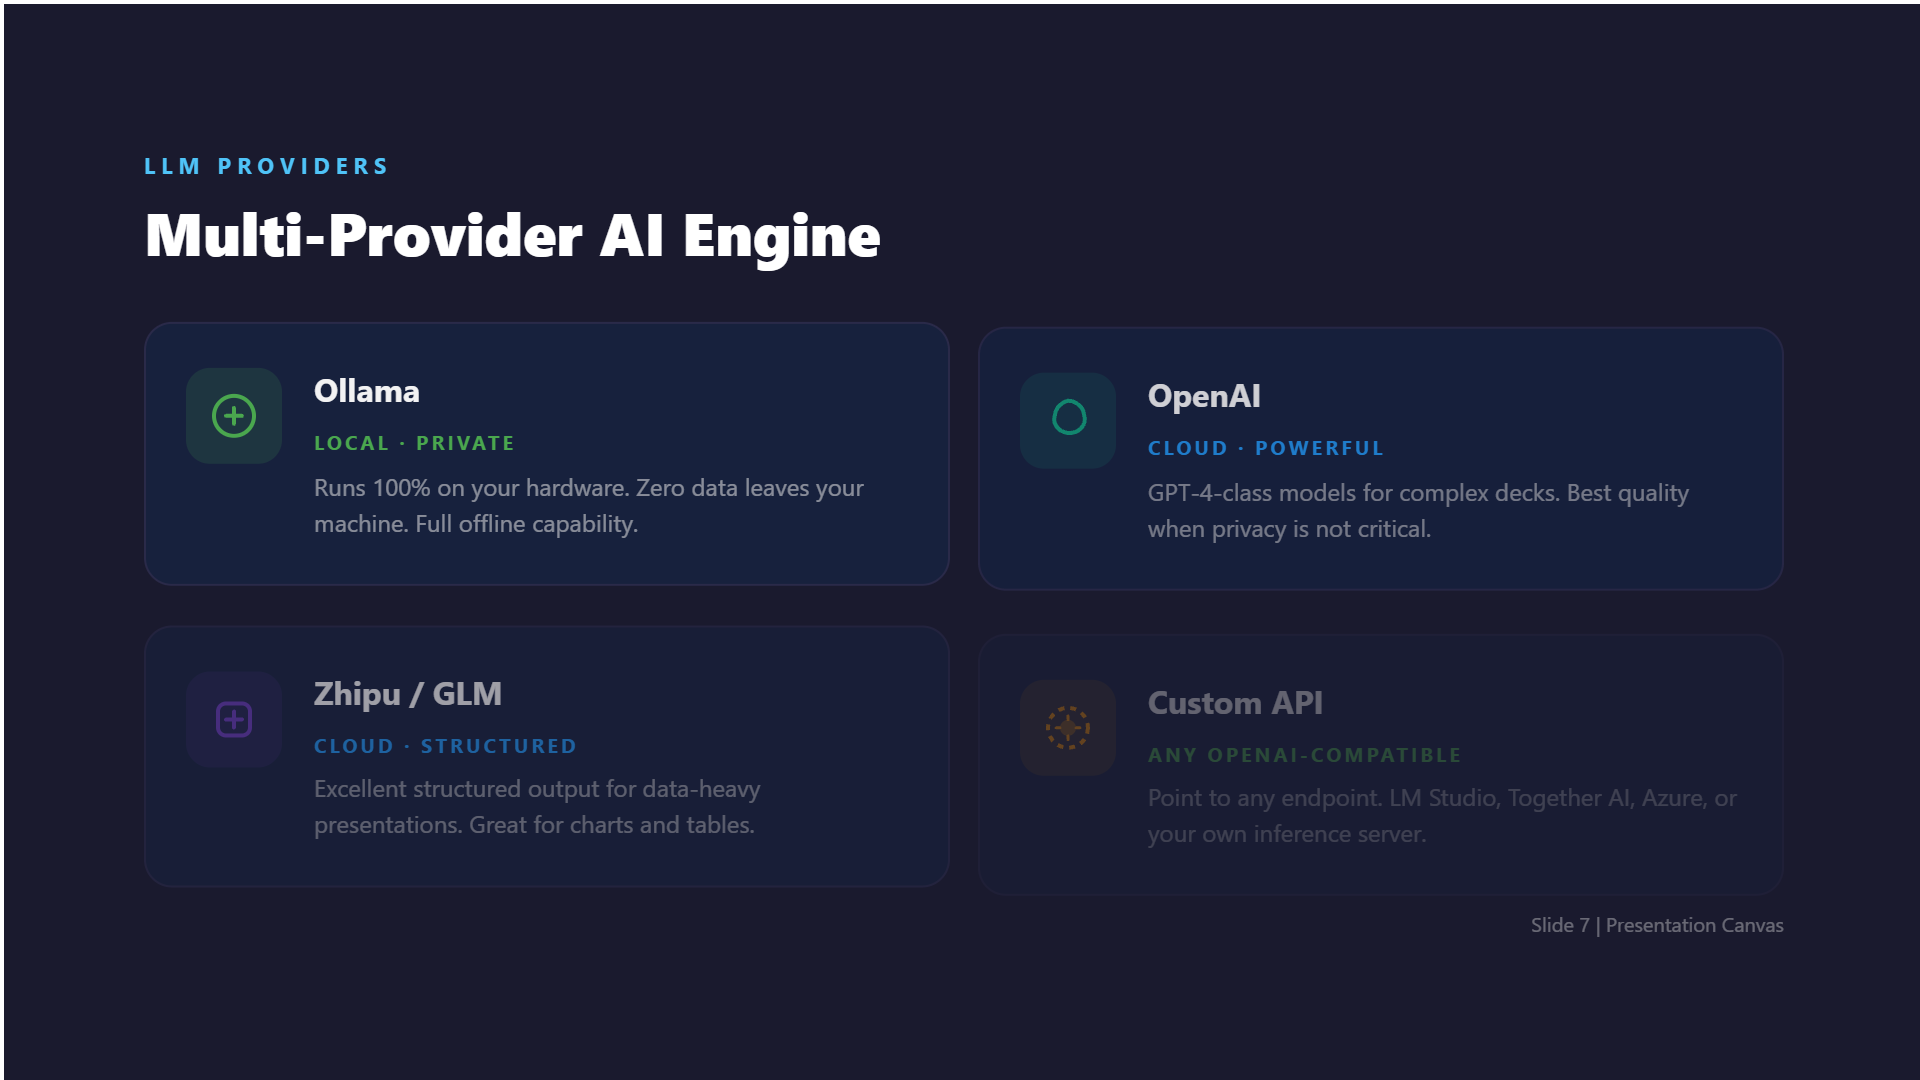 LLM PROVIDERS
Multi-Provider AI Engine
Ollama
LOCAL · PRIVATE
Runs 100% on your hardware. Zero data leaves your
machine. Full offline capability.
OpenAI
CLOUD · POWERFUL
GPT-4-class models for complex decks. Best quality
when privacy is not critical.
Zhipu / GLM
CLOUD · STRUCTURED
Excellent structured output for data-heavy
presentations. Great for charts and tables.
Custom API
ANY OPENAI-COMPATIBLE
Point to any endpoint. LM Studio, Together AI, Azure, or
your own inference server.
Slide 7 | Presentation Canvas